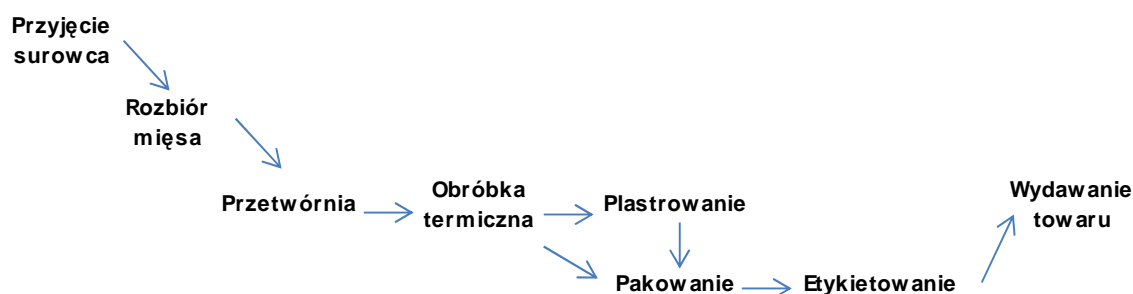 Przyjęcie
surowca
Rozbiór
mięsa
Przetwórnia
Obróbka
termiczna
Plastrowanie
Wydawanie
towaru
Pakowanie
Etykietowanie